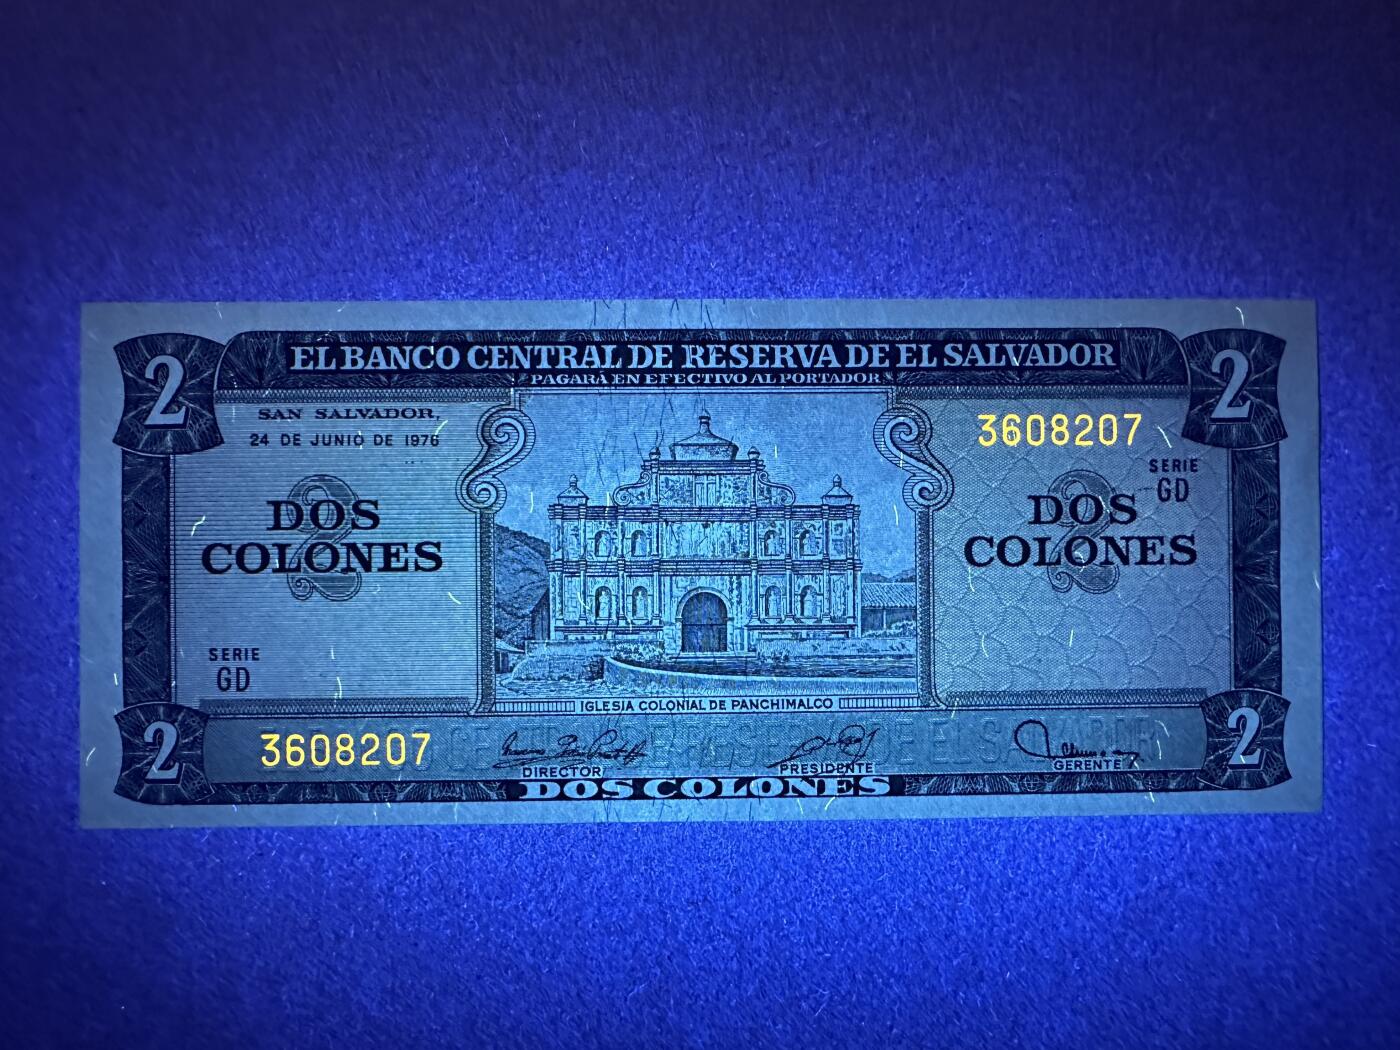 2
2
EL BANCO CENTRAL DE RESERVA DE EL SALVADOR
PAGARA EN EFECTIVO AL PORTADOR
SAN SALVADOR,
24 DE JUNIO DE 1976
3608207
SERIE
GD
2
DOS
COLONES
2
DOS
COLONES
SERIE
GD
IGLESIA COLONIAL DE PANCHIMALCO
2
3608207
DIRECTOR
PRESIDENTE
GERENTE
2
DOS COLONES